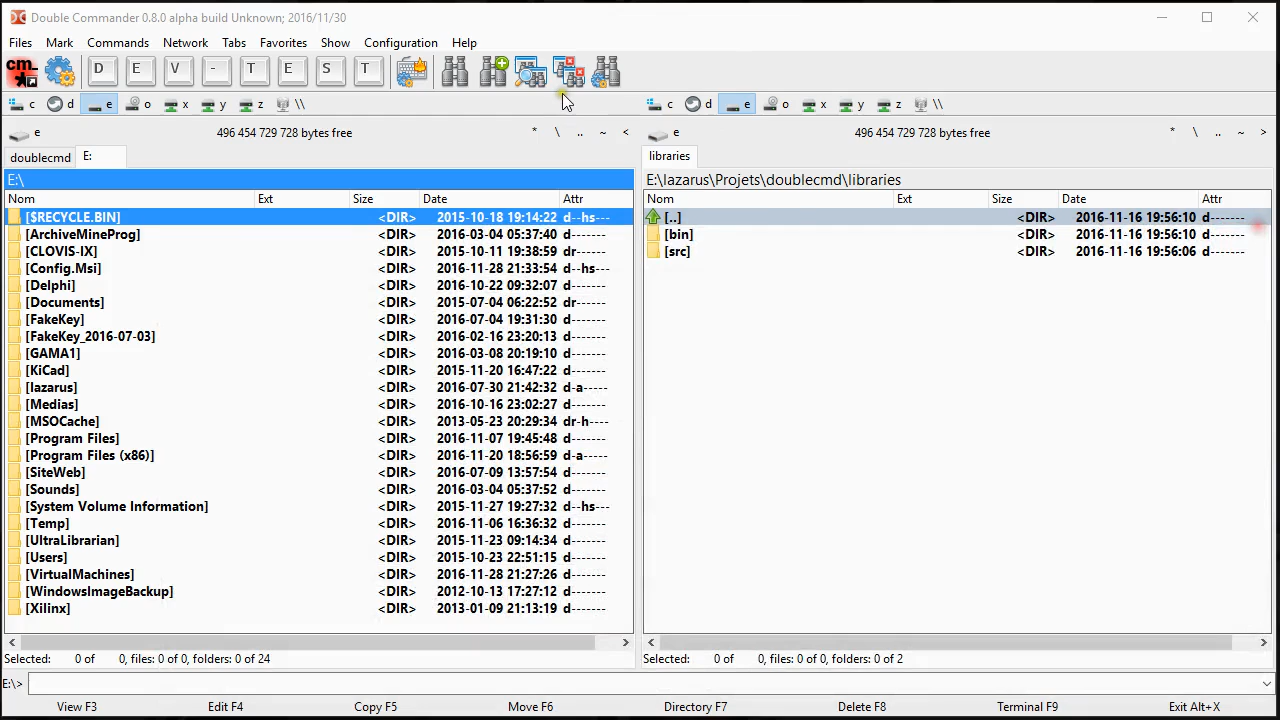 Double Commander 0.8.0 alpha build Unknown; 2016/11/30
Files Mark Commands Network Tabs Favorites Show Configuration Help
cm_ D E V - T E S T
c d e o x y z \\ c d e o x y z \\
e 496 454 729 728 bytes free * \ .. ~ < e 496 454 729 728 bytes free * \ .. ~ >
doublecmd E: libraries
E:\ E:\lazarus\Projets\doublecmd\libraries
Nom Ext Size Date Attr Nom Ext Size Date Attr
[$RECYCLE.BIN] <DIR> 2015-10-18 19:14:22 d--hs--- [..] <DIR> 2016-11-16 19:56:10 d-------
[ArchiveMineProg] <DIR> 2016-03-04 05:37:40 d------- [bin] <DIR> 2016-11-16 19:56:10 d-------
[CLOVIS-IX] <DIR> 2015-10-11 19:38:59 dr------ [src] <DIR> 2016-11-16 19:56:06 d-------
[Config.Msi] <DIR> 2016-11-28 21:33:54 d--hs---
[Delphi] <DIR> 2016-10-22 09:32:07 d-------
[Documents] <DIR> 2015-07-04 06:22:52 dr------
[FakeKey] <DIR> 2015-07-04 19:31:30 d-------
[FakeKey_2016-07-03] <DIR> 2016-02-16 23:20:13 d-------
[GAMA1] <DIR> 2016-03-08 20:19:10 d-------
[KiCad] <DIR> 2015-11-20 16:47:22 d-------
[lazarus] <DIR> 2016-07-30 21:42:32 d-a-----
[Medias] <DIR> 2016-10-16 23:02:27 d-------
[MSOCache] <DIR> 2013-05-23 20:29:34 dr-h----
[Program Files] <DIR> 2016-11-07 19:45:48 d-------
[Program Files (x86)] <DIR> 2016-11-20 18:56:59 d-a-----
[SiteWeb] <DIR> 2016-07-09 13:57:54 d-------
[Sounds] <DIR> 2016-03-04 05:37:52 d-------
[System Volume Information] <DIR> 2015-11-27 19:27:32 d--hs---
[Temp] <DIR> 2016-11-06 16:36:32 d-------
[UltraLibrarian] <DIR> 2015-11-23 09:14:34 d-------
[Users] <DIR> 2015-10-23 22:51:15 d-------
[VirtualMachines] <DIR> 2016-11-28 21:27:26 d-------
[WindowsImageBackup] <DIR> 2012-10-13 17:27:12 d-------
[Xilinx] <DIR> 2013-01-09 21:13:19 d-------
Selected: 0 of 0, files: 0 of 0, folders: 0 of 24 Selected: 0 of 0, files: 0 of 0, folders: 0 of 2
E:\>
View F3 Edit F4 Copy F5 Move F6 Directory F7 Delete F8 Terminal F9 Exit Alt+X